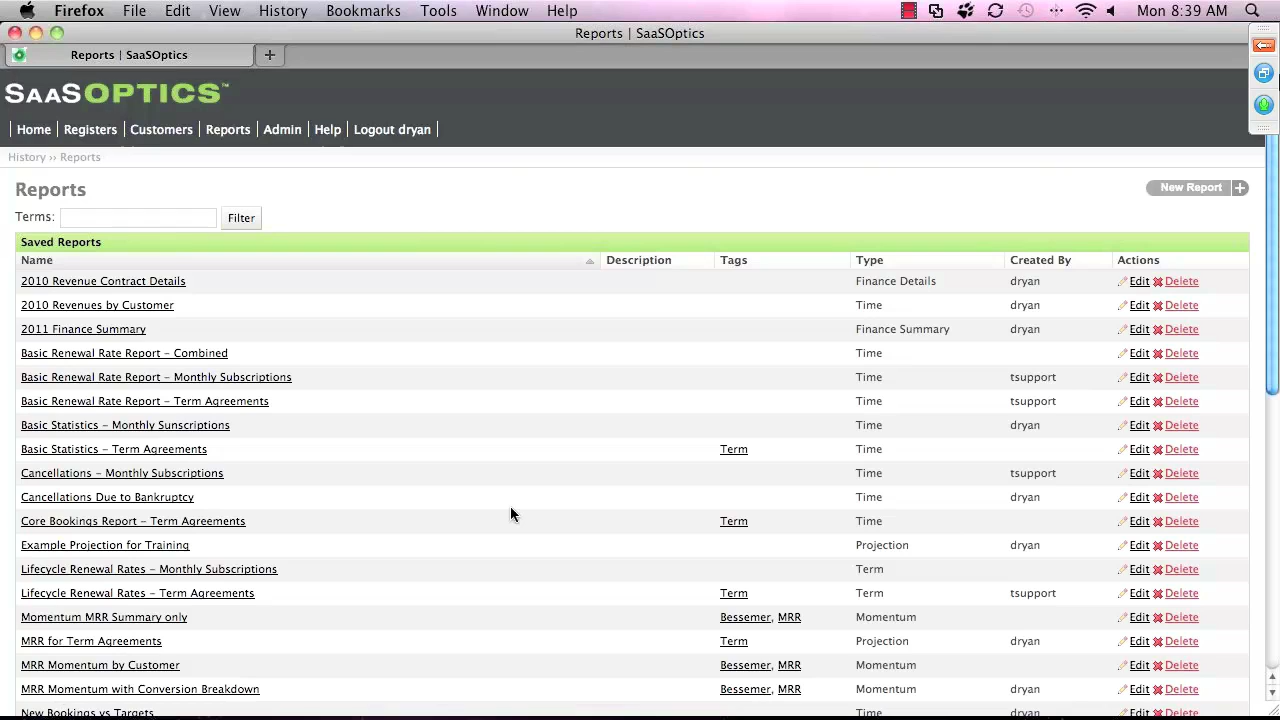 Firefox File Edit View History Bookmarks Tools Window Help Mon 8:39 AM
Reports | SaaSOptics
Reports | SaaSOptics
SAASOPTICS™
Home Registers Customers Reports Admin Help Logout dryan
History ›› Reports
Reports
New Report
Terms: Filter
Saved Reports
Name Description Tags Type Created By Actions
2010 Revenue Contract Details Finance Details dryan Edit Delete
2010 Revenues by Customer Time dryan Edit Delete
2011 Finance Summary Finance Summary dryan Edit Delete
Basic Renewal Rate Report – Combined Time Edit Delete
Basic Renewal Rate Report – Monthly Subscriptions Time tsupport Edit Delete
Basic Renewal Rate Report – Term Agreements Time tsupport Edit Delete
Basic Statistics – Monthly Sunscriptions Time dryan Edit Delete
Basic Statistics – Term Agreements Term Time Edit Delete
Cancellations – Monthly Subscriptions Time tsupport Edit Delete
Cancellations Due to Bankruptcy Time dryan Edit Delete
Core Bookings Report – Term Agreements Term Time Edit Delete
Example Projection for Training Projection dryan Edit Delete
Lifecycle Renewal Rates – Monthly Subscriptions Term Edit Delete
Lifecycle Renewal Rates – Term Agreements Term Term tsupport Edit Delete
Momentum MRR Summary only Bessemer, MRR Momentum Edit Delete
MRR for Term Agreements Term Projection dryan Edit Delete
MRR Momentum by Customer Bessemer, MRR Momentum Edit Delete
MRR Momentum with Conversion Breakdown Bessemer, MRR Momentum dryan Edit Delete
New Bookings vs Targets Time dryan Edit Delete